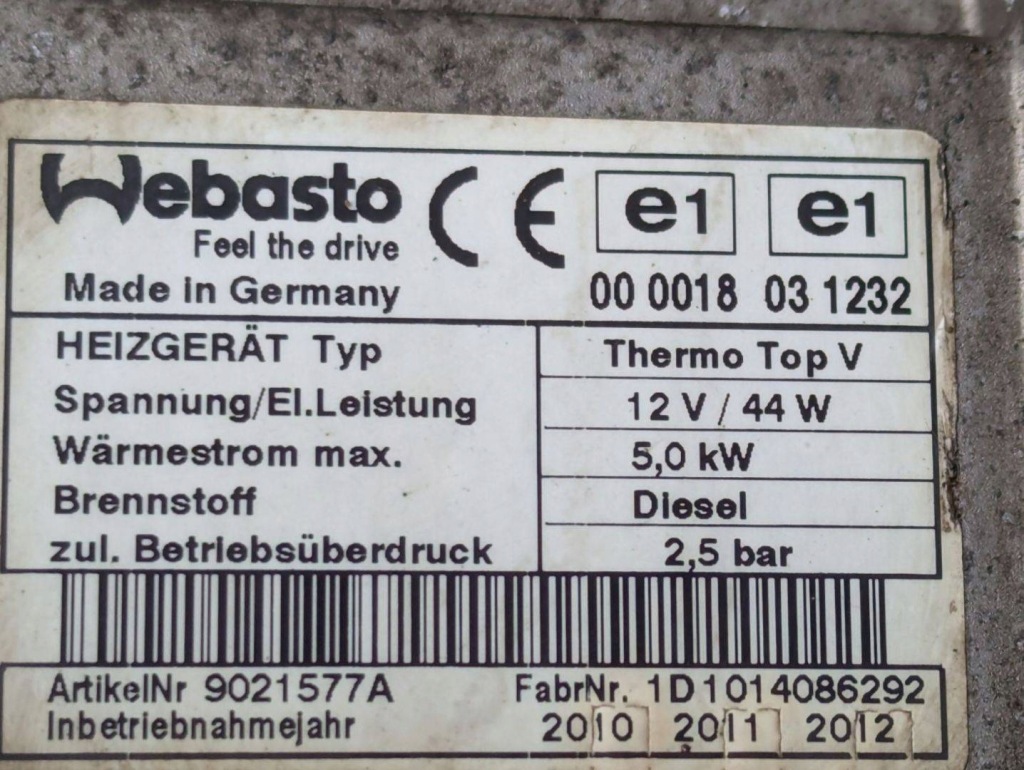 Webasto
Feel the drive
Made in Germany
CE
e1 e1
00 0018 03 1232
HEIZGERÄT Typ Thermo Top V
Spannung/El.Leistung 12 V / 44 W
Wärmestrom max. 5,0 kW
Brennstoff Diesel
zul. Betriebsüberdruck 2,5 bar
ArtikelNr 9021577A FabrNr. 1D1014086292
Inbetriebnahmejahr 2010 2011 2012